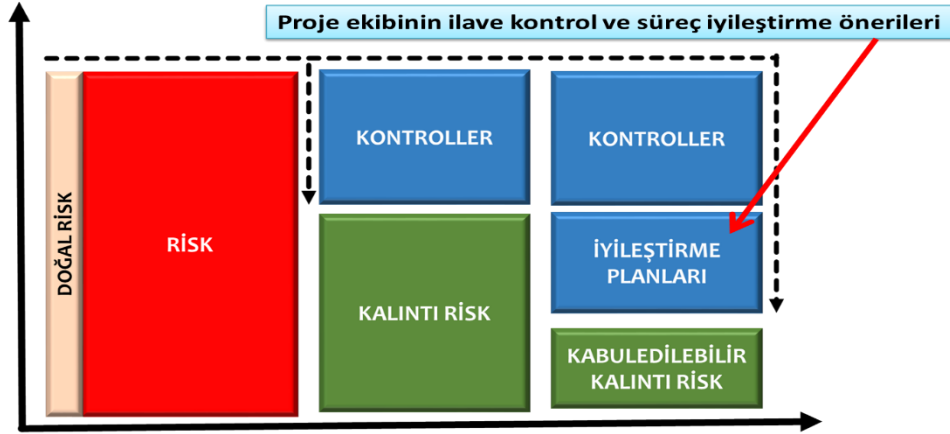 Proje ekibinin ilave kontrol ve süreç iyileştirme önerileri
DOĞAL RİSK
RİSK
KONTROLLER
KALINTI RİSK
KONTROLLER
İYİLEŞTİRME
PLANLARI
KABULEDİLEBİLİR
KALINTI RİSK